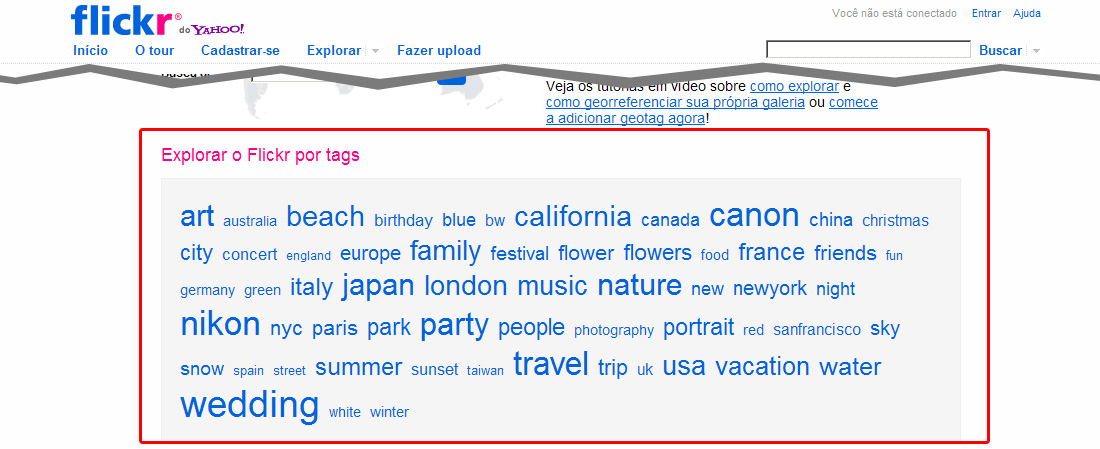 flickr® do YAHOO!
Você não está conectado Entrar Ajuda
Início O tour Cadastrar-se Explorar Fazer upload Buscar
Veja os tutoriais em vídeo sobre como explorar e
como georreferenciar sua própria galeria ou comece
a adicionar geotag agora!
Explorar o Flickr por tags
art australia beach birthday blue bw california canada canon china christmas
city concert england europe family festival flower flowers food france friends fun
germany green italy japan london music nature new newyork night
nikon nyc paris park party people photography portrait red sanfrancisco sky
snow spain street summer sunset taiwan travel trip uk usa vacation water
wedding white winter